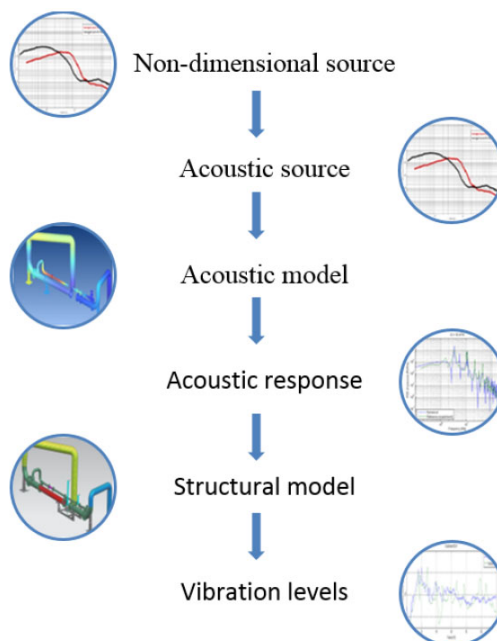 Non-dimensional source
Acoustic source
Acoustic model
Acoustic response
Structural model
Vibration levels